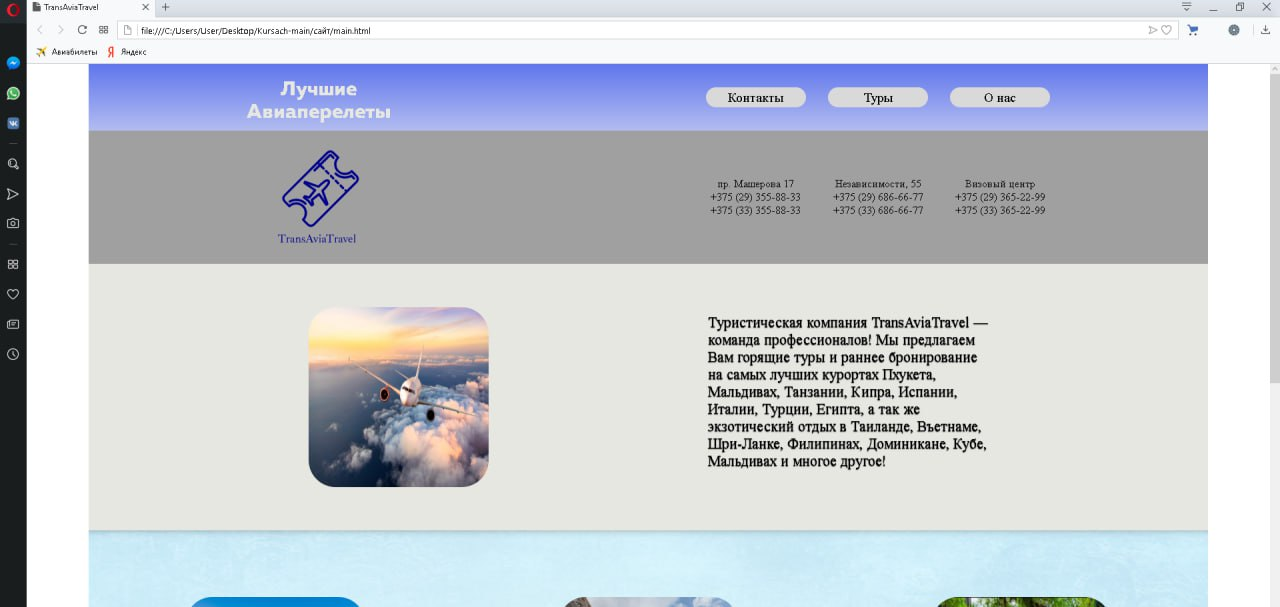 TransAviaTravel
file:///C:/Users/User/Desktop/Kursach-main/сайт/main.html
Авиабилеты Яндекс
Лучшие
Авиаперелеты
Контакты Туры О нас
TransAviaTravel
пр. Машерова 17
+375 (29) 355-88-33
+375 (33) 355-88-33
Независимости, 55
+375 (29) 686-66-77
+375 (33) 686-66-77
Визовый центр
+375 (29) 365-22-99
+375 (33) 365-22-99
Туристическая компания TransAviaTravel —
команда профессионалов! Мы предлагаем
Вам горящие туры и раннее бронирование
на самых лучших курортах Пхукета,
Мальдивах, Танзании, Кипра, Испании,
Италии, Турции, Египта, а так же
экзотический отдых в Таиланде, Вьетнаме,
Шри-Ланке, Филипинах, Доминикане, Кубе,
Мальдивах и многое другое!